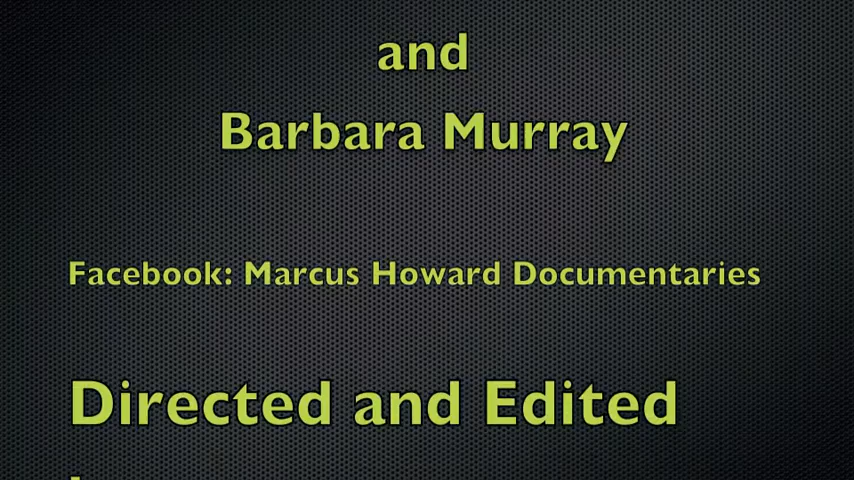 and
Barbara Murray
Facebook: Marcus Howard Documentaries
Directed and Edited